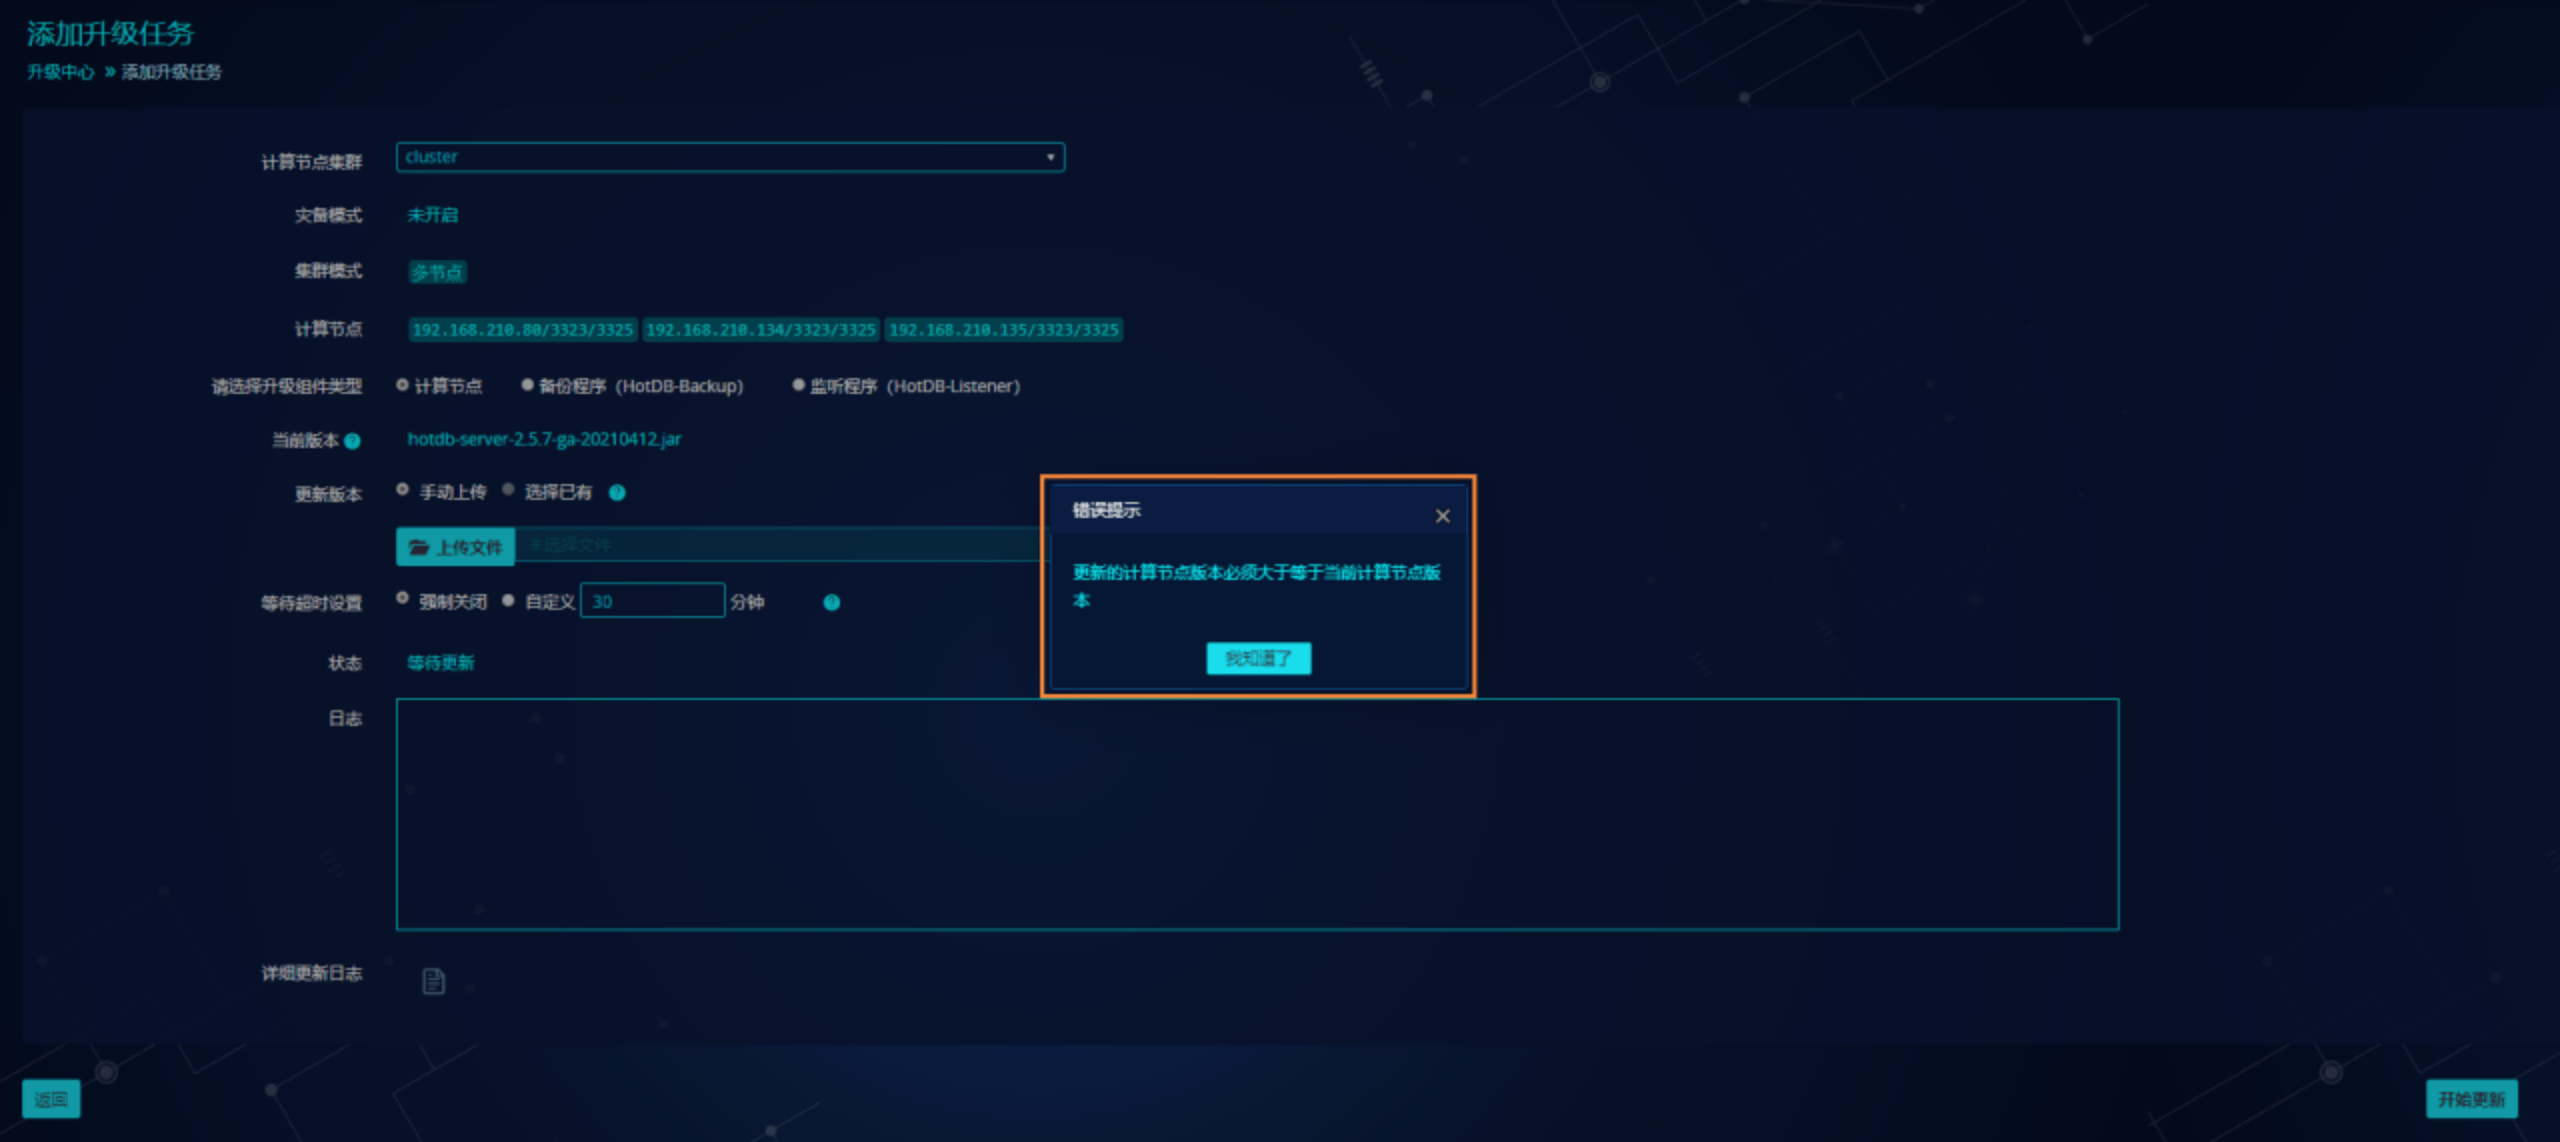 添加升级任务
升级中心 » 添加升级任务
计算节点集群 cluster
灾备模式 未开启
集群模式 多节点
计算节点 192.168.210.80/3323/3325 192.168.210.134/3323/3325 192.168.210.135/3323/3325
请选择升级组件类型 计算节点 备份程序（HotDB-Backup） 监听程序（HotDB-Listener）
当前版本 ? hotdb-server-2.5.7-ga-20210412.jar
更新版本 手动上传 选择已有 ?
上传文件 未选择文件
错误提示 ×
更新的计算节点版本必须大于等于当前计算节点版
本
我知道了
等待超时设置 强制关闭 自定义 30 分钟 ?
状态 等待更新
日志
详细更新日志
返回 开始更新